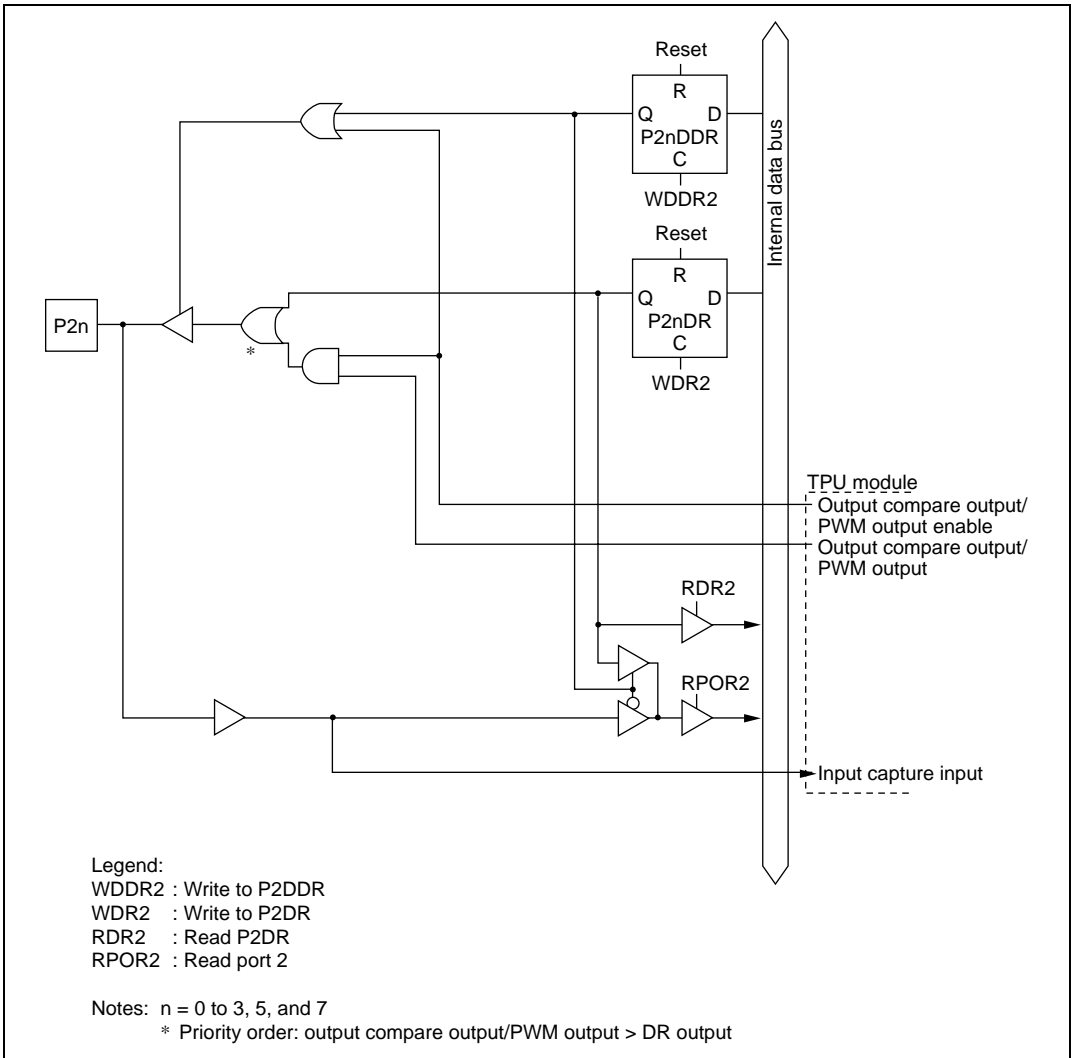 Reset
R
Q D
P2nDDR
C
WDDR2
Reset
R
Q D
P2nDR
C
WDR2
Internal data bus
P2n
*
TPU module
Output compare output/
PWM output enable
Output compare output/
PWM output
RDR2
RPOR2
Input capture input
Legend:
WDDR2 : Write to P2DDR
WDR2 : Write to P2DR
RDR2 : Read P2DR
RPOR2 : Read port 2
Notes: n = 0 to 3, 5, and 7
* Priority order: output compare output/PWM output > DR output